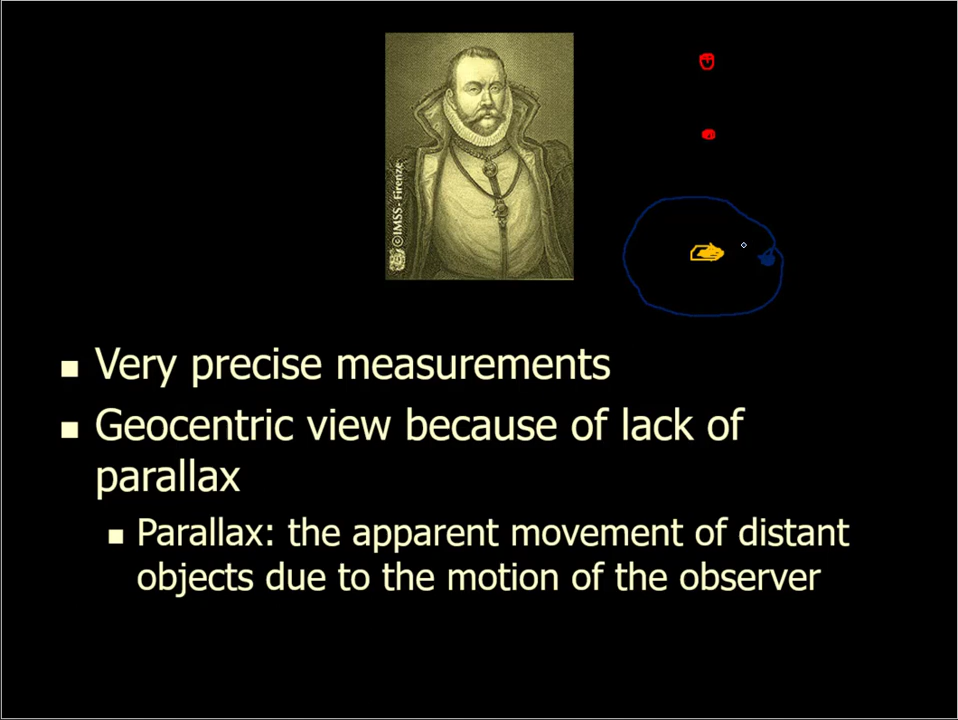 ©IMSS - Firenze
Very precise measurements
Geocentric view because of lack of
parallax
Parallax: the apparent movement of distant
objects due to the motion of the observer